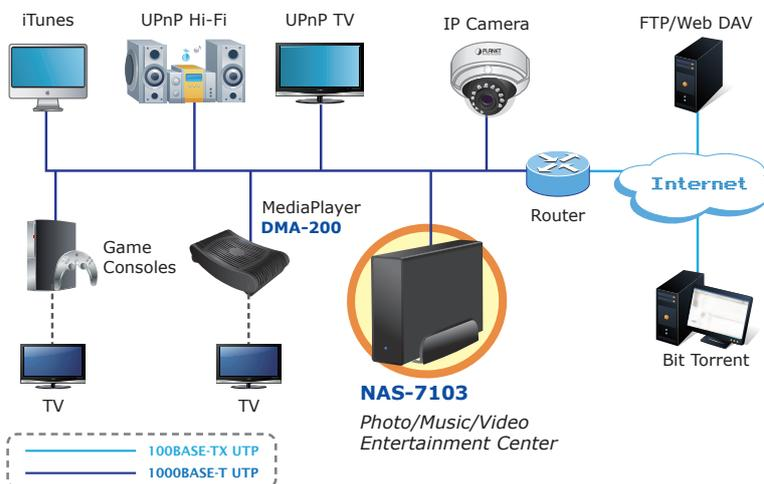 iTunes
UPnP Hi-Fi
UPnP TV
IP Camera
FTP/Web DAV
PLANET
Internet
Router
MediaPlayer
DMA-200
Game
Consoles
Bit Torrent
TV
TV
NAS-7103
Photo/Music/Video
Entertainment Center
100BASE-TX UTP
1000BASE-T UTP